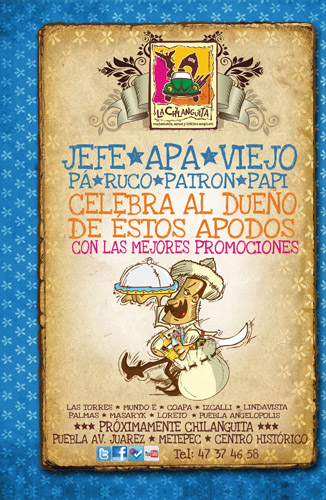 LA CHILANGUITA
JEFE★APÁ★VIEJO
PÁ★RUCO★PATRON★PAPI
CELEBRA AL DUEÑO
DE ÉSTOS APODOS
CON LAS MEJORES PROMOCIONES
LAS TORRES ★ MUNDO E ★ COAPA ★ IZCALLI ★ LINDAVISTA
PALMAS ★ MASARYK ★ LORETO ★ PUEBLA ANGELOPOLIS
★★★ PRÓXIMAMENTE CHILANGUITA ★★★
PUEBLA AV. JUAREZ ★ METEPEC ★ CENTRO HISTÓRICO
Tel: 47 37 46 58